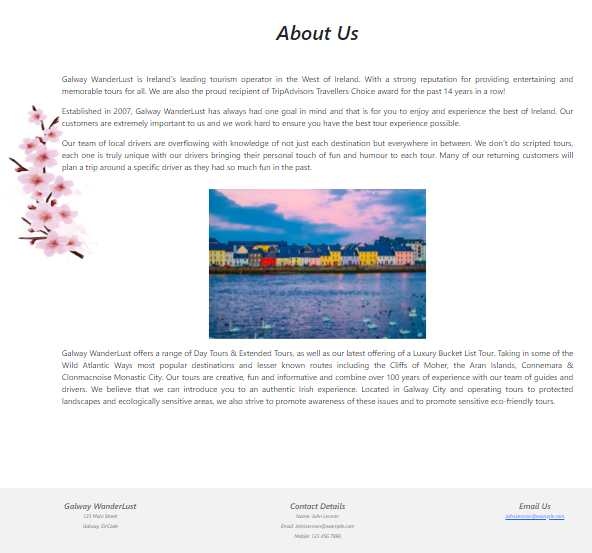 About Us
Galway WanderLust is Ireland's leading tourism operator in the West of Ireland. With a strong reputation for providing entertaining and
memorable tours for all. We are also the proud recipient of TripAdvisors Travellers Choice award for the past 14 years in a row!
Established in 2007, Galway WanderLust has always had one goal in mind and that is for you to enjoy and experience the best of Ireland. Our
customers are extremely important to us and we work hard to ensure you have the best tour experience possible.
Our team of local drivers are overflowing with knowledge of not just each destination but everywhere in between. We don't do scripted tours,
each one is truly unique with our drivers bringing their personal touch of fun and humour to each tour. Many of our returning customers will
plan a trip around a specific driver as they had so much fun in the past.
Galway WanderLust offers a range of Day Tours & Extended Tours, as well as our latest offering of a Luxury Bucket List Tour. Taking in some of the
Wild Atlantic Ways most popular destinations and lesser known routes including the Cliffs of Moher, the Aran Islands, Connemara &
Clonmacnoise Monastic City. Our tours are creative, fun and informative and combine over 100 years of experience with our team of guides and
drivers. We believe that we can introduce you to an authentic Irish experience. Located in Galway City and operating tours to protected
landscapes and ecologically sensitive areas, we also strive to promote awareness of these issues and to promote sensitive eco-friendly tours.
Galway WanderLust
123 Main Street
Galway, EirCode
Contact Details
Name: John Lennon
Email: JohnLennon@example.com
Mobile: 123 456 7890
Email Us
JohnLennon@example.com